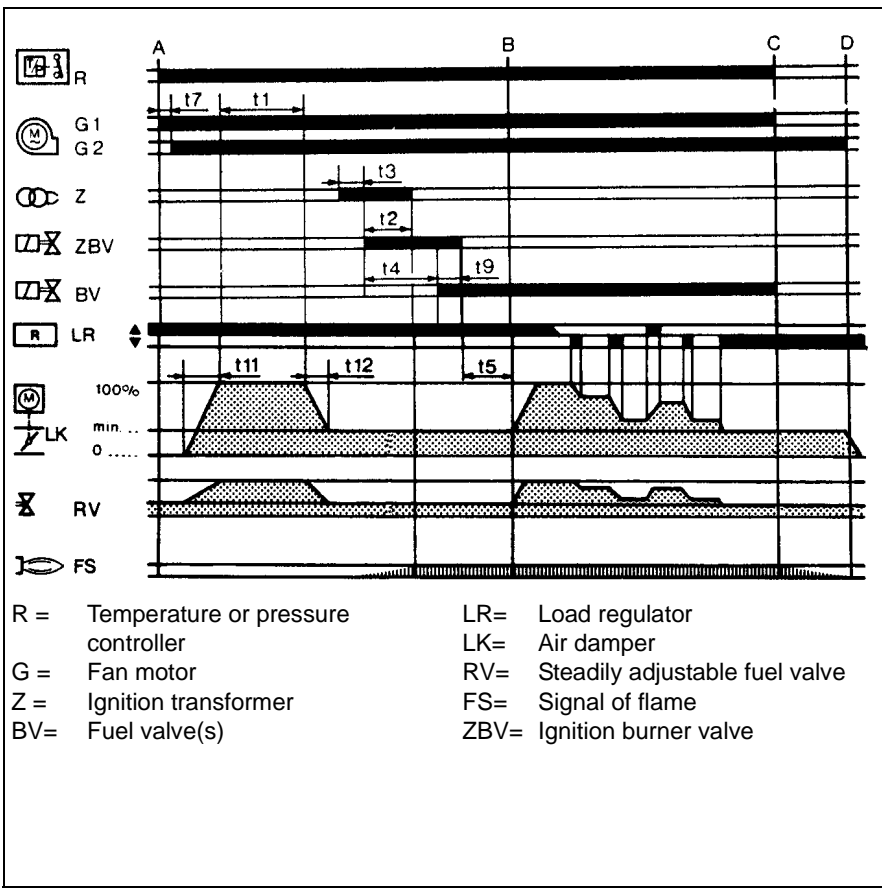 A B C D
R
t7 t1
G1
G2
t3
Z
t2
ZBV
t4 t9
BV
R LR
t11 t12 t5
100%
M
LK min.
0
RV
FS
R = Temperature or pressure controller
G = Fan motor
Z = Ignition transformer
BV= Fuel valve(s)
LR= Load regulator
LK= Air damper
RV= Steadily adjustable fuel valve
FS= Signal of flame
ZBV= Ignition burner valve